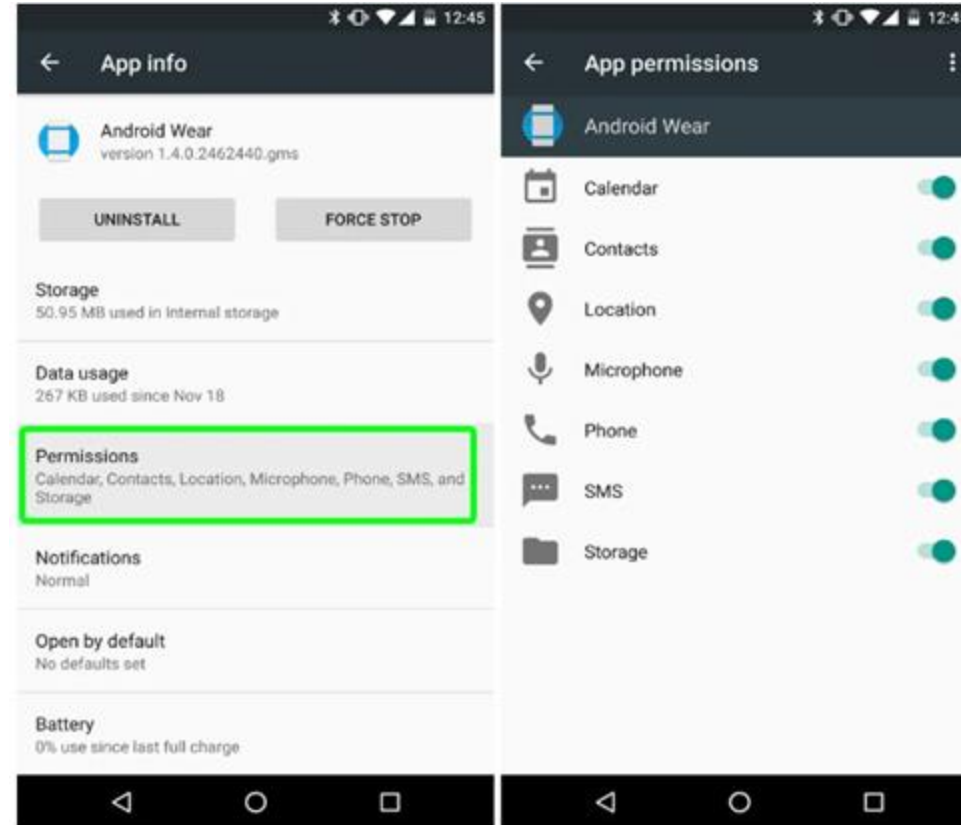 12:45
App info
Android Wear
version 1.4.0.2462440.gms
UNINSTALL
FORCE STOP
Storage
50.95 MB used in Internal storage
Data usage
267 KB used since Nov 18
Permissions
Calendar, Contacts, Location, Microphone, Phone, SMS, and
Storage
Notifications
Normal
Open by default
No defaults set
Battery
0% use since last full charge
12:4
App permissions
Android Wear
Calendar
Contacts
Location
Microphone
Phone
SMS
Storage